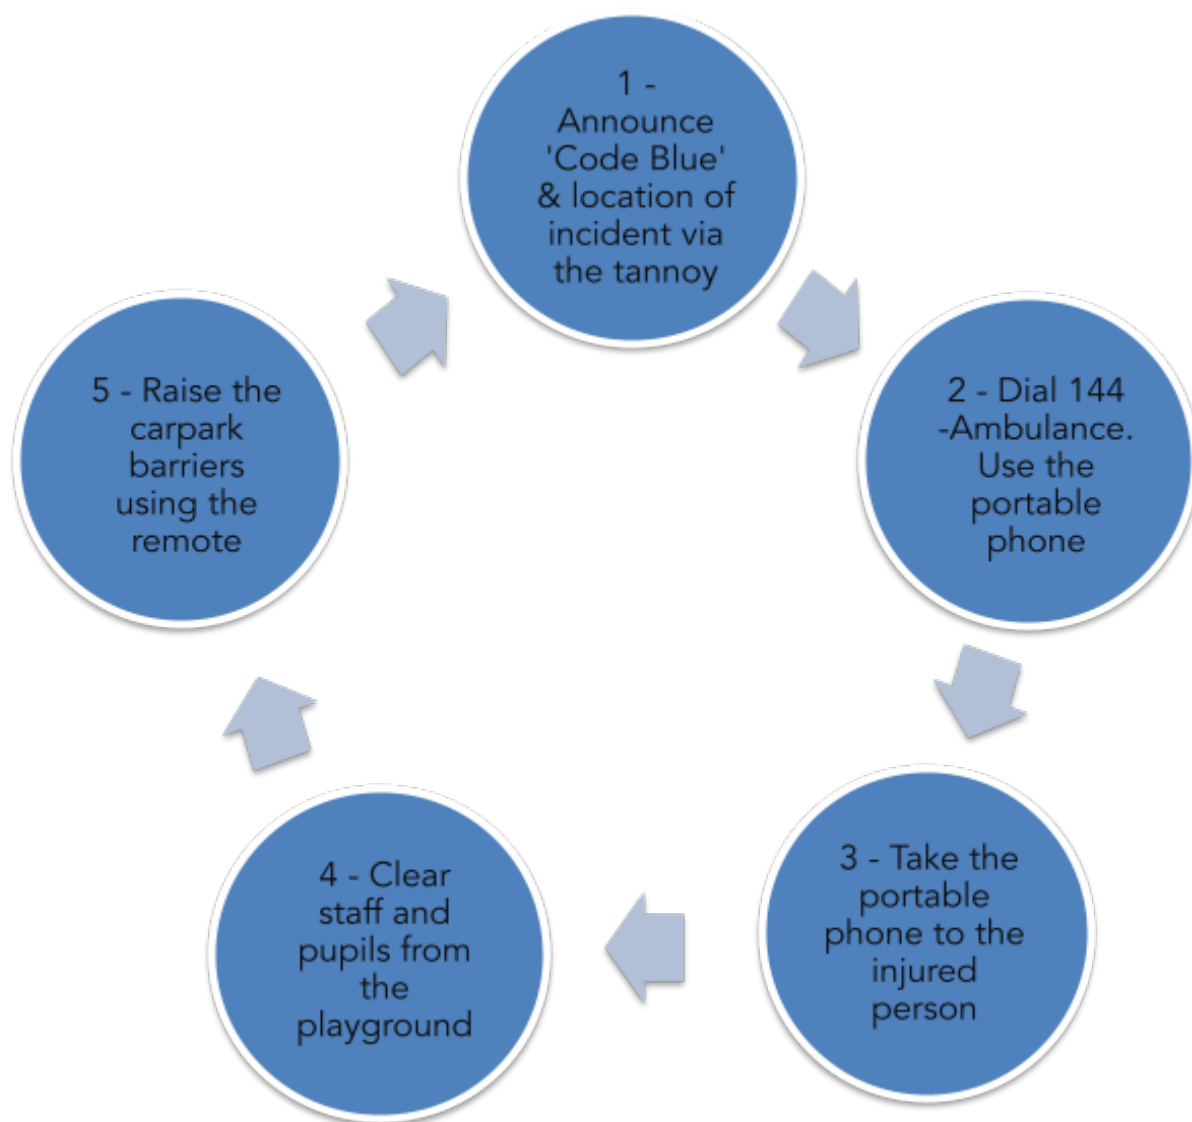 1 -
Announce
'Code Blue'
& location of
incident via
the tannoy
2 - Dial 144
-Ambulance.
Use the
portable
phone
3 - Take the
portable
phone to the
injured
person
4 - Clear
staff and
pupils from
the
playground
5 - Raise the
carpark
barriers
using the
remote